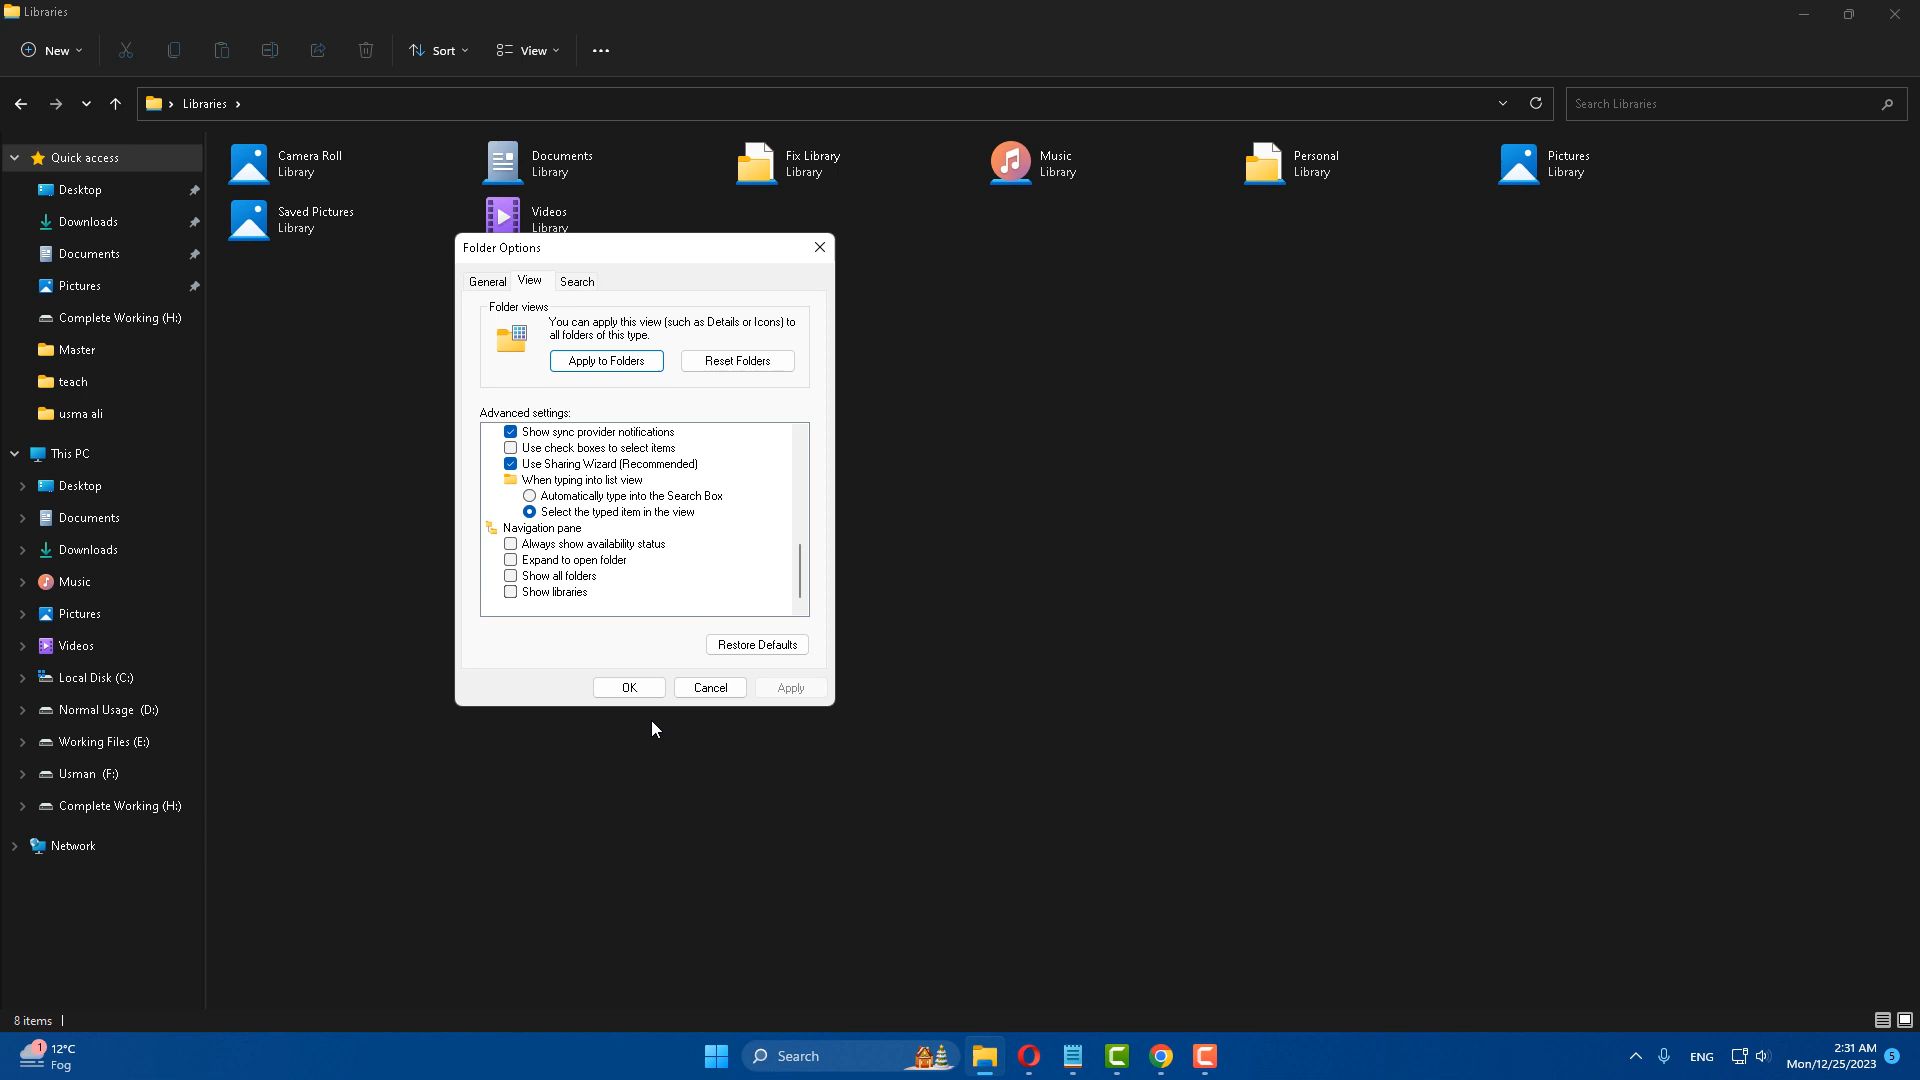 Libraries
New
Sort
View
Libraries
Search Libraries
Quick access
Desktop
Downloads
Documents
Pictures
Complete Working (H:)
Master
teach
usma ali
This PC
Desktop
Documents
Downloads
Music
Pictures
Videos
Local Disk (C:)
Normal Usage (D:)
Working Files (E:)
Usman (F:)
Complete Working (H:)
Network
Camera Roll
Library
Documents
Library
Fix Library
Library
Music
Library
Personal
Library
Pictures
Library
Saved Pictures
Library
Videos
Library
Folder Options
General View Search
Folder views
You can apply this view (such as Details or Icons) to
all folders of this type.
Apply to Folders Reset Folders
Advanced settings:
Show sync provider notifications
Use check boxes to select items
Use Sharing Wizard (Recommended)
When typing into list view
Automatically type into the Search Box
Select the typed item in the view
Navigation pane
Always show availability status
Expand to open folder
Show all folders
Show libraries
Restore Defaults
OK Cancel Apply
8 items
1
12°C
Fog
Search
ENG
2:31 AM
Mon/12/25/2023
5